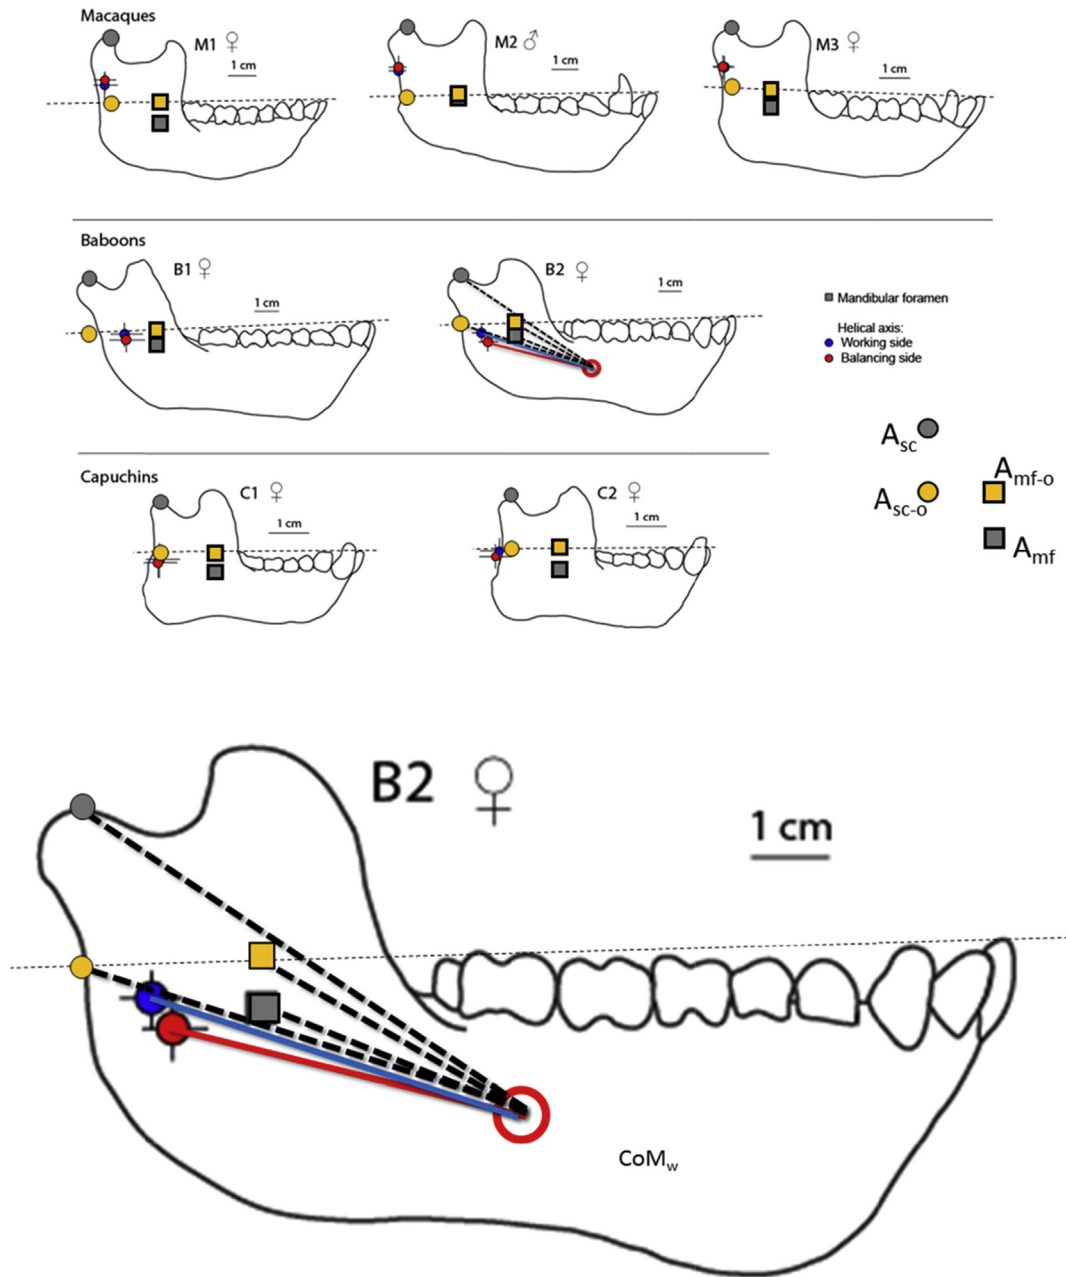 Macaques
M1 ♀
1 cm
M2 ♂
1 cm
M3 ♀
1 cm
Baboons
B1 ♀
1 cm
B2 ♀
1 cm
Mandibular foramen
Helical axis:
Working side
Balancing side
Asc
Asc-o
Amf-o
Amf
Capuchins
C1 ♀
1 cm
C2 ♀
1 cm
B2 ♀
1 cm
CoMw